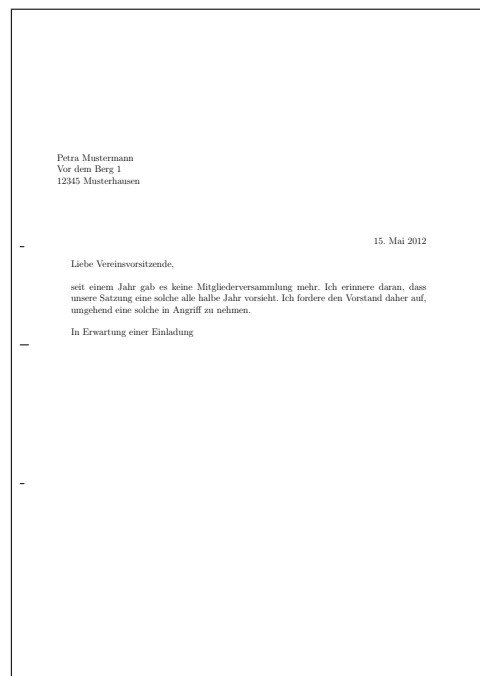 Petra Mustermann
Vor dem Berg 1
12345 Musterhausen
15. Mai 2012
Liebe Vereinsvorsitzende,
seit einem Jahr gab es keine Mitgliederversammlung mehr. Ich erinnere daran, dass
unsere Satzung eine solche alle halbe Jahr vorsieht. Ich fordere den Vorstand daher auf,
umgehend eine solche in Angriff zu nehmen.
In Erwartung einer Einladung